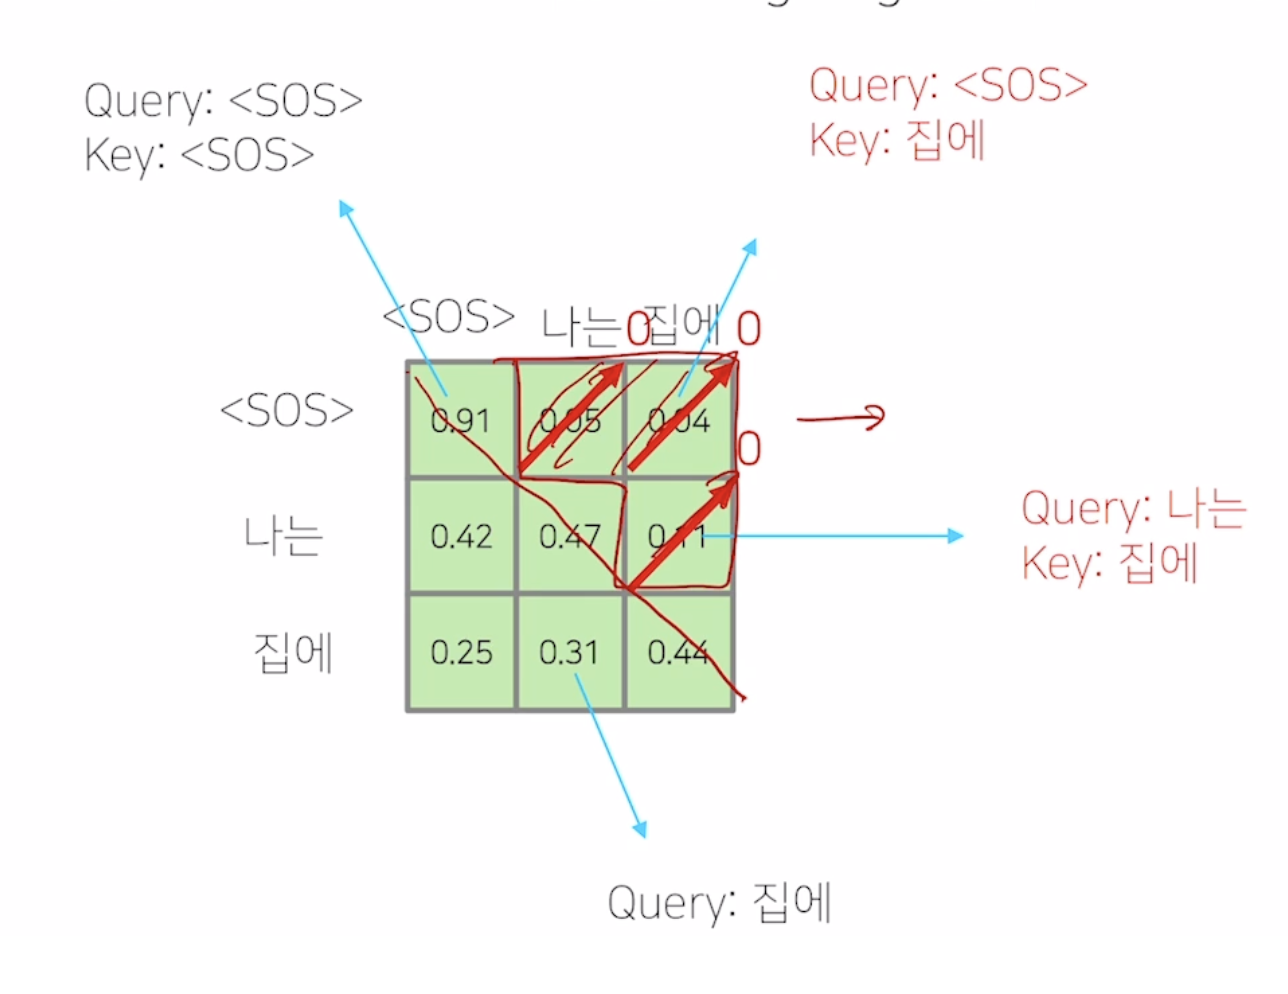 Query: <SOS>
Key: <SOS>
Query: <SOS>
Key: 집에
<SOS> 나는 집에
0 0
<SOS> 0.91 0.05 0.04
0
나는 0.42 0.47 0.11
Query: 나는
Key: 집에
집에 0.25 0.31 0.44
Query: 집에